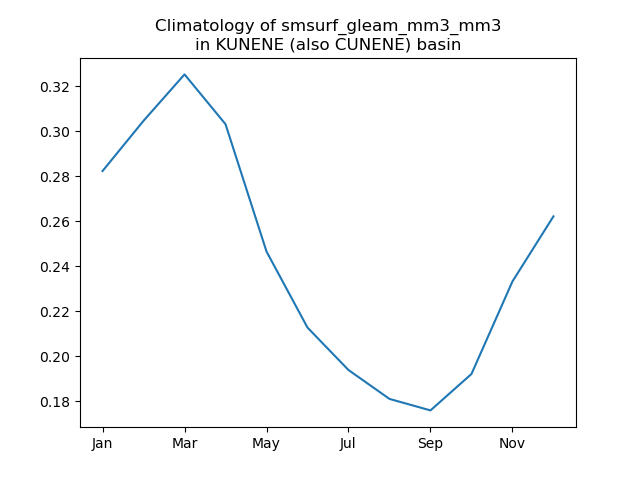 Climatology of smsurf_gleam_mm3_mm3
in KUNENE (also CUNENE) basin
0.32
0.30
0.28
0.26
0.24
0.22
0.20
0.18
Jan Mar May Jul Sep Nov